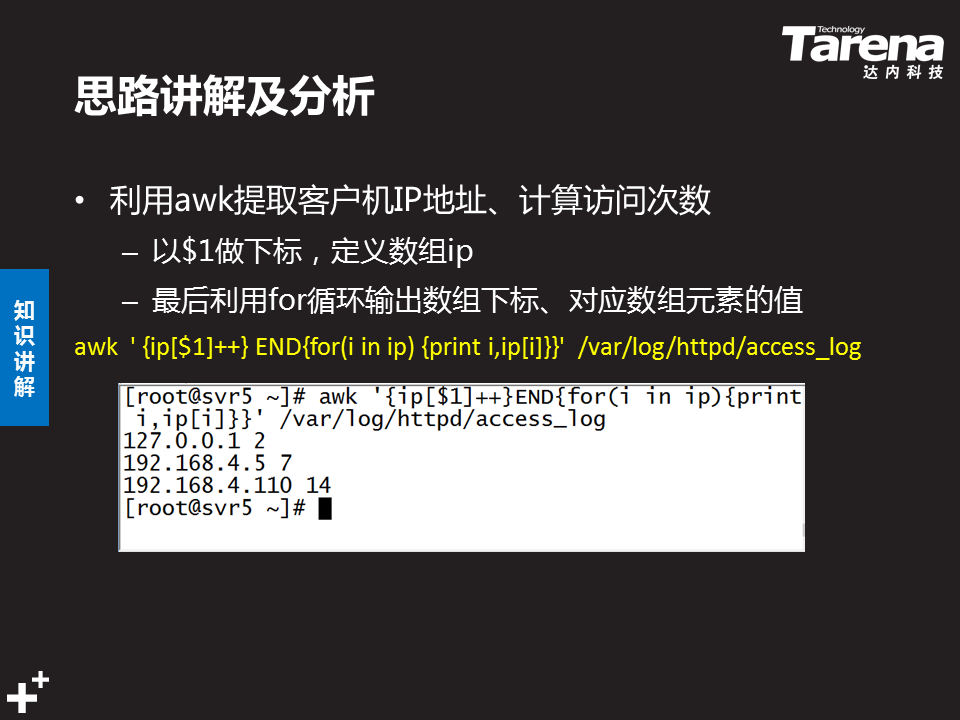 Technology
Tarena
达内科技
思路讲解及分析
• 利用awk提取客户机IP地址、计算访问次数
– 以$1做下标，定义数组ip
– 最后利用for循环输出数组下标、对应数组元素的值
知识讲解
awk ' {ip[$1]++} END{for(i in ip) {print i,ip[i]}}' /var/log/httpd/access_log
[root@svr5 ~]# awk '{ip[$1]++}END{for(i in ip){print
i,ip[i]}}' /var/log/httpd/access_log
127.0.0.1 2
192.168.4.5 7
192.168.4.110 14
[root@svr5 ~]#